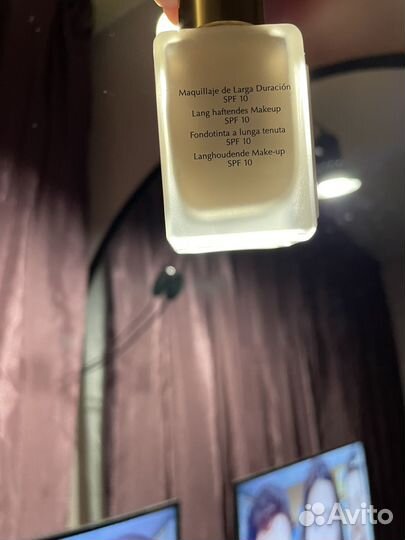 Maquillaje de Larga Duración
SPF 10
Lang haftendes Makeup
SPF 10
Fondotinta a lunga tenuta
SPF 10
Langhoudende Make-up
SPF 10
Avito